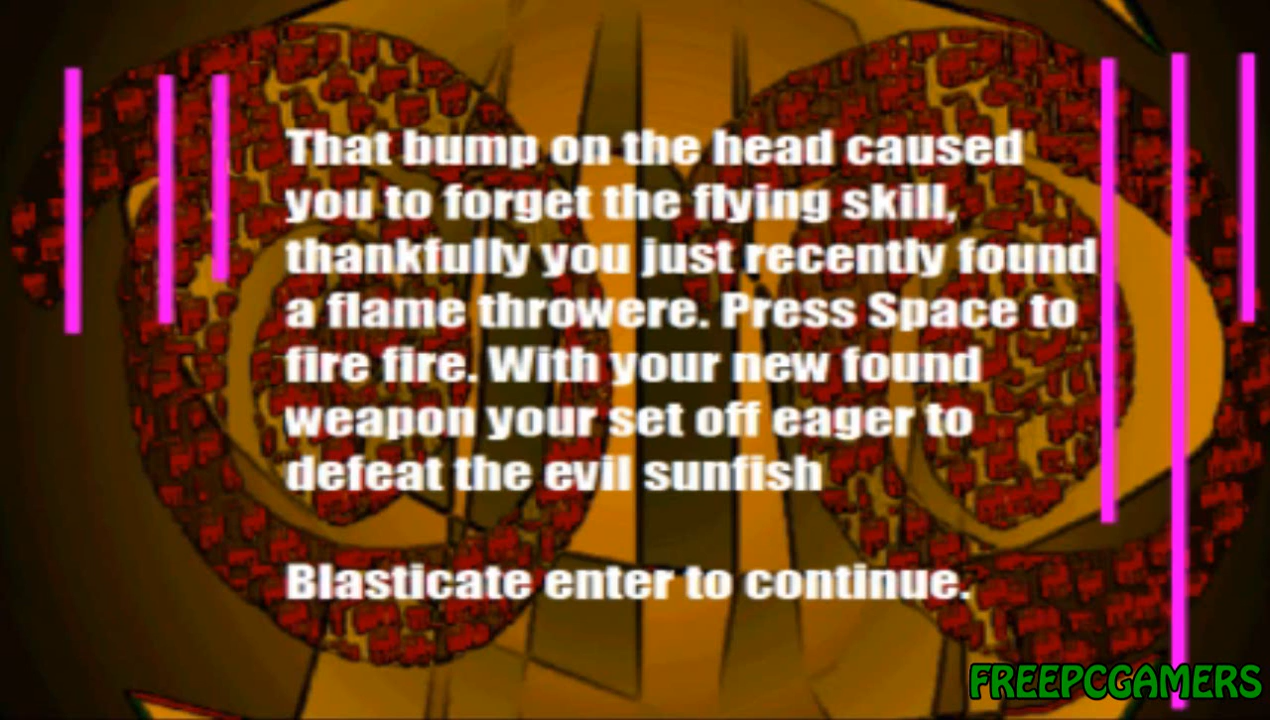 That bump on the head caused
you to forget the flying skill,
thankfully you just recently found
a flame throwere. Press Space to
fire fire. With your new found
weapon your set off eager to
defeat the evil sunfish
Blasticate enter to continue.
FREEPCGAMERS